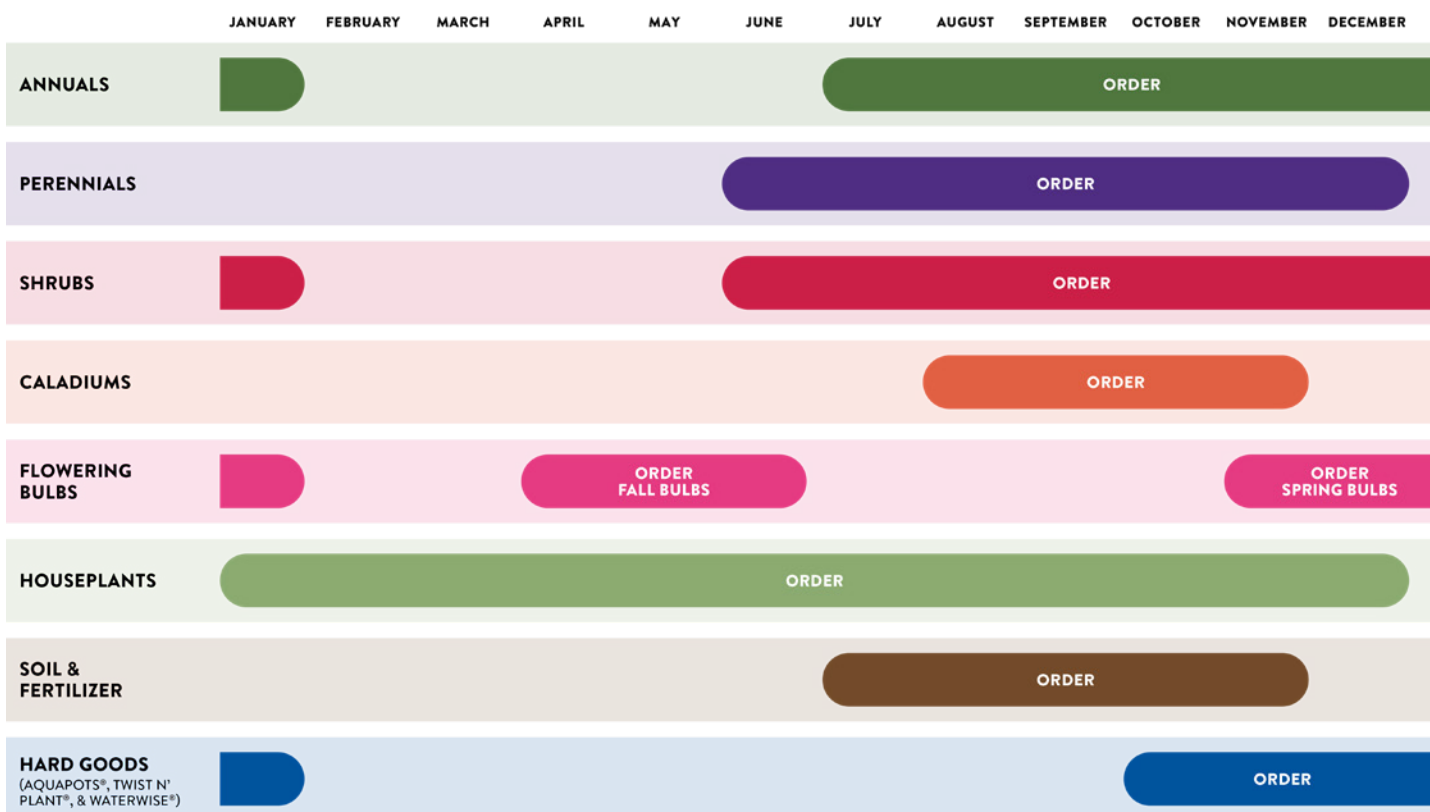 JANUARY FEBRUARY MARCH APRIL MAY JUNE JULY AUGUST SEPTEMBER OCTOBER NOVEMBER DECEMBER
ANNUALS
ORDER
PERENNIALS
ORDER
SHRUBS
ORDER
CALADIUMS
ORDER
FLOWERING
BULBS
ORDER
FALL BULBS
ORDER
SPRING BULBS
HOUSEPLANTS
ORDER
SOIL &
FERTILIZER
ORDER
HARD GOODS
(AQUAPOTS®, TWIST N'
PLANT®, & WATERWISE®)
ORDER